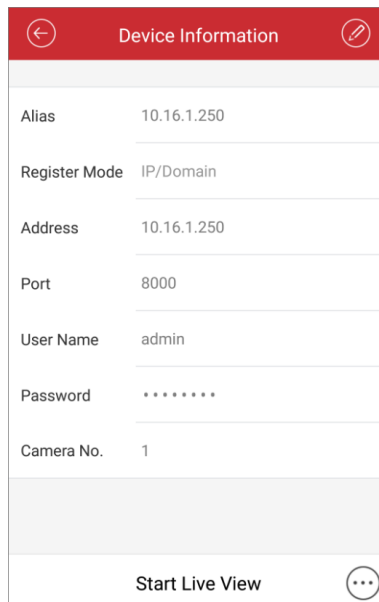 Device Information
Alias 10.16.1.250
Register Mode IP/Domain
Address 10.16.1.250
Port 8000
User Name admin
Password ········
Camera No. 1
Start Live View